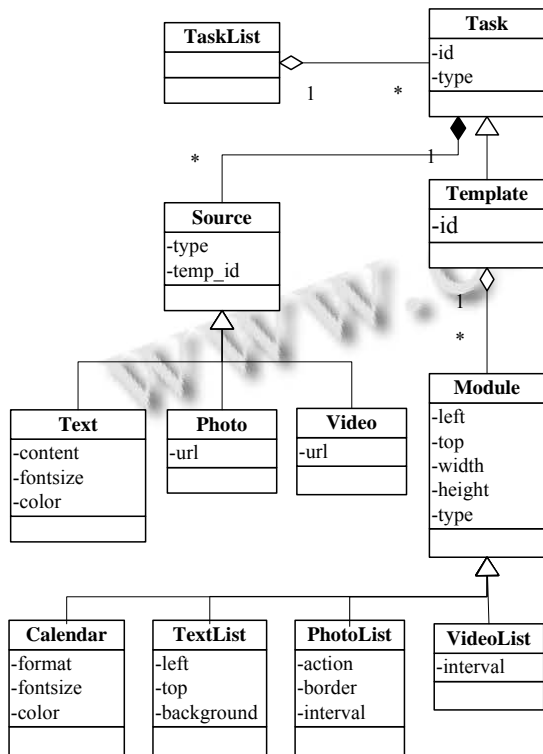 TaskList
Task
-id
-type
1
*
*
1
Source
-type
-temp_id
Template
-id
1
*
www.c
Text
-content
-fontsize
-color
Photo
-url
Video
-url
Module
-left
-top
-width
-height
-type
Calendar
-format
-fontsize
-color
TextList
-left
-top
-background
PhotoList
-action
-border
-interval
VideoList
-interval